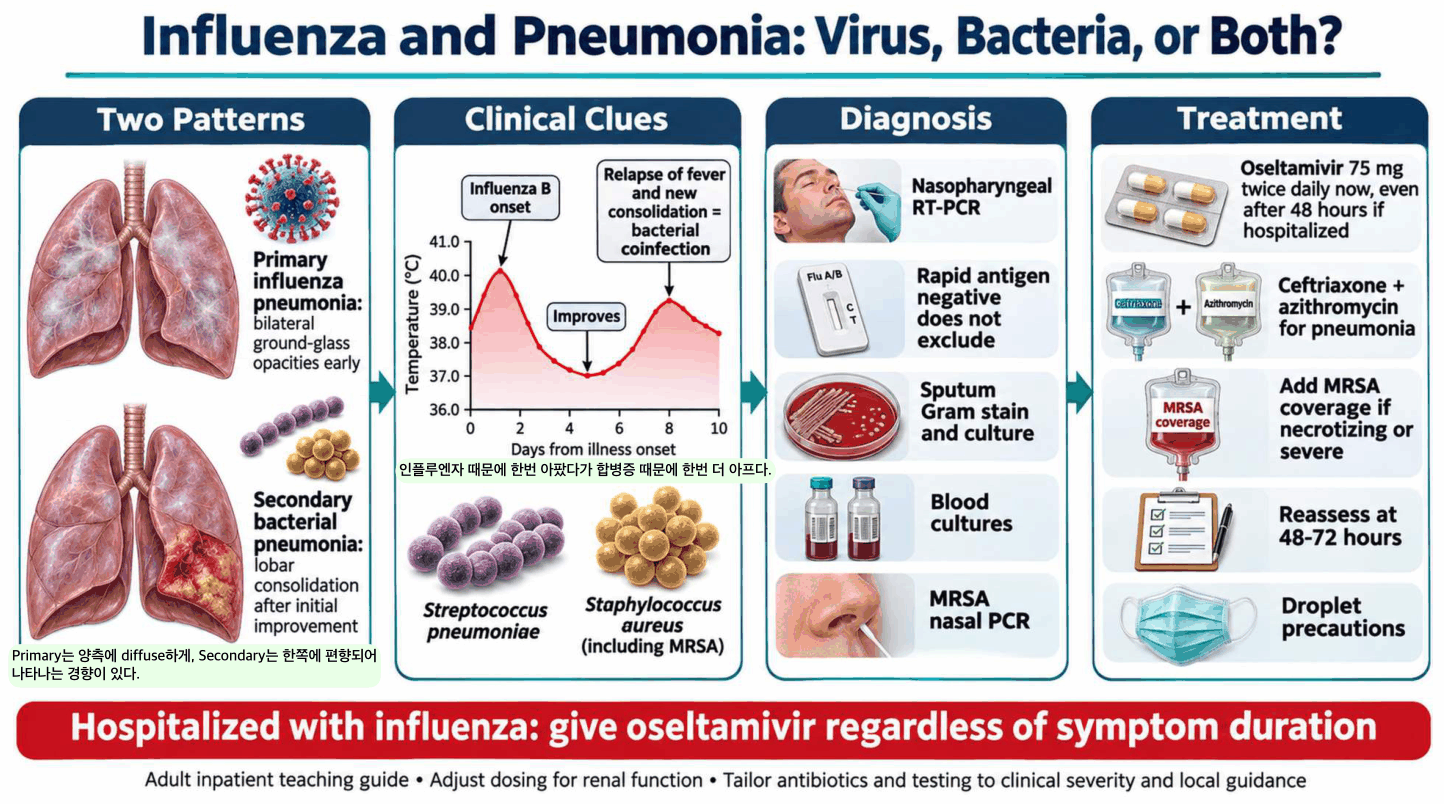 Influenza and Pneumonia: Virus, Bacteria, or Both?
Two Patterns
Primary
influenza
pneumonia:
bilateral
ground-glass
opacities early
Secondary
bacterial
pneumonia:
lobar
consolidation
after initial
improvement
Primary는 양측에 diffuse하게, Secondary는 한쪽에 편향되어
나타나는 경향이 있다.
Clinical Clues
Influenza B
onset
Relapse of fever
and new
consolidation =
bacterial
coinfection
Improves
Temperature (°C)
41.0
40.0
39.0
38.0
37.0
36.0
0 2 4 6 8 10
Days from illness onset
인플루엔자 때문에 한번 아팠다가 합병증 때문에 한번 더 아프다.
Streptococcus
pneumoniae
Staphylococcus
aureus
(including MRSA)
Diagnosis
Nasopharyngeal
RT-PCR
Flu A/B
C
T
Rapid antigen
negative
does not
exclude
Sputum
Gram stain
and culture
Blood
cultures
MRSA
nasal PCR
Treatment
Oseltamivir 75 mg
twice daily now, even
after 48 hours if
hospitalized
Ceftriaxone
+
Azithromycin
Ceftriaxone +
azithromycin
for pneumonia
MRSA
coverage
Add MRSA
coverage if
necrotizing or
severe
Reassess at
48-72 hours
Droplet
precautions
Hospitalized with influenza: give oseltamivir regardless of symptom duration
Adult inpatient teaching guide • Adjust dosing for renal function • Tailor antibiotics and testing to clinical severity and local guidance